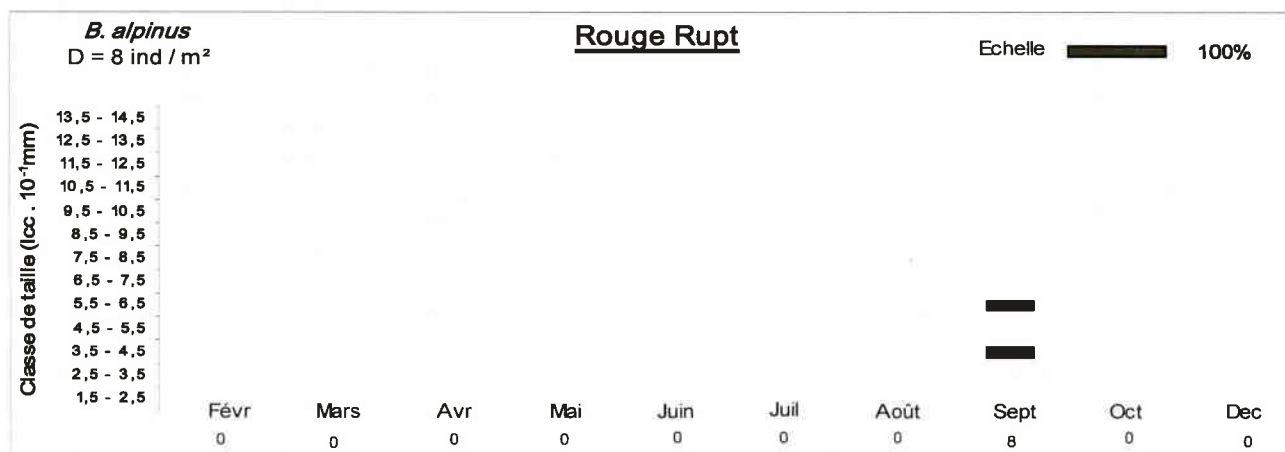 B. alpinus
D = 8 ind / m²
Rouge Rupt
Echelle 100%
Classe de taille (lcc . 10⁻¹mm)
13,5 - 14,5
12,5 - 13,5
11,5 - 12,5
10,5 - 11,5
9,5 - 10,5
8,5 - 9,5
7,5 - 8,5
6,5 - 7,5
5,5 - 6,5
4,5 - 5,5
3,5 - 4,5
2,5 - 3,5
1,5 - 2,5
Févr Mars Avr Mai Juin Juil Août Sept Oct Dec
0 0 0 0 0 0 0 8 0 0